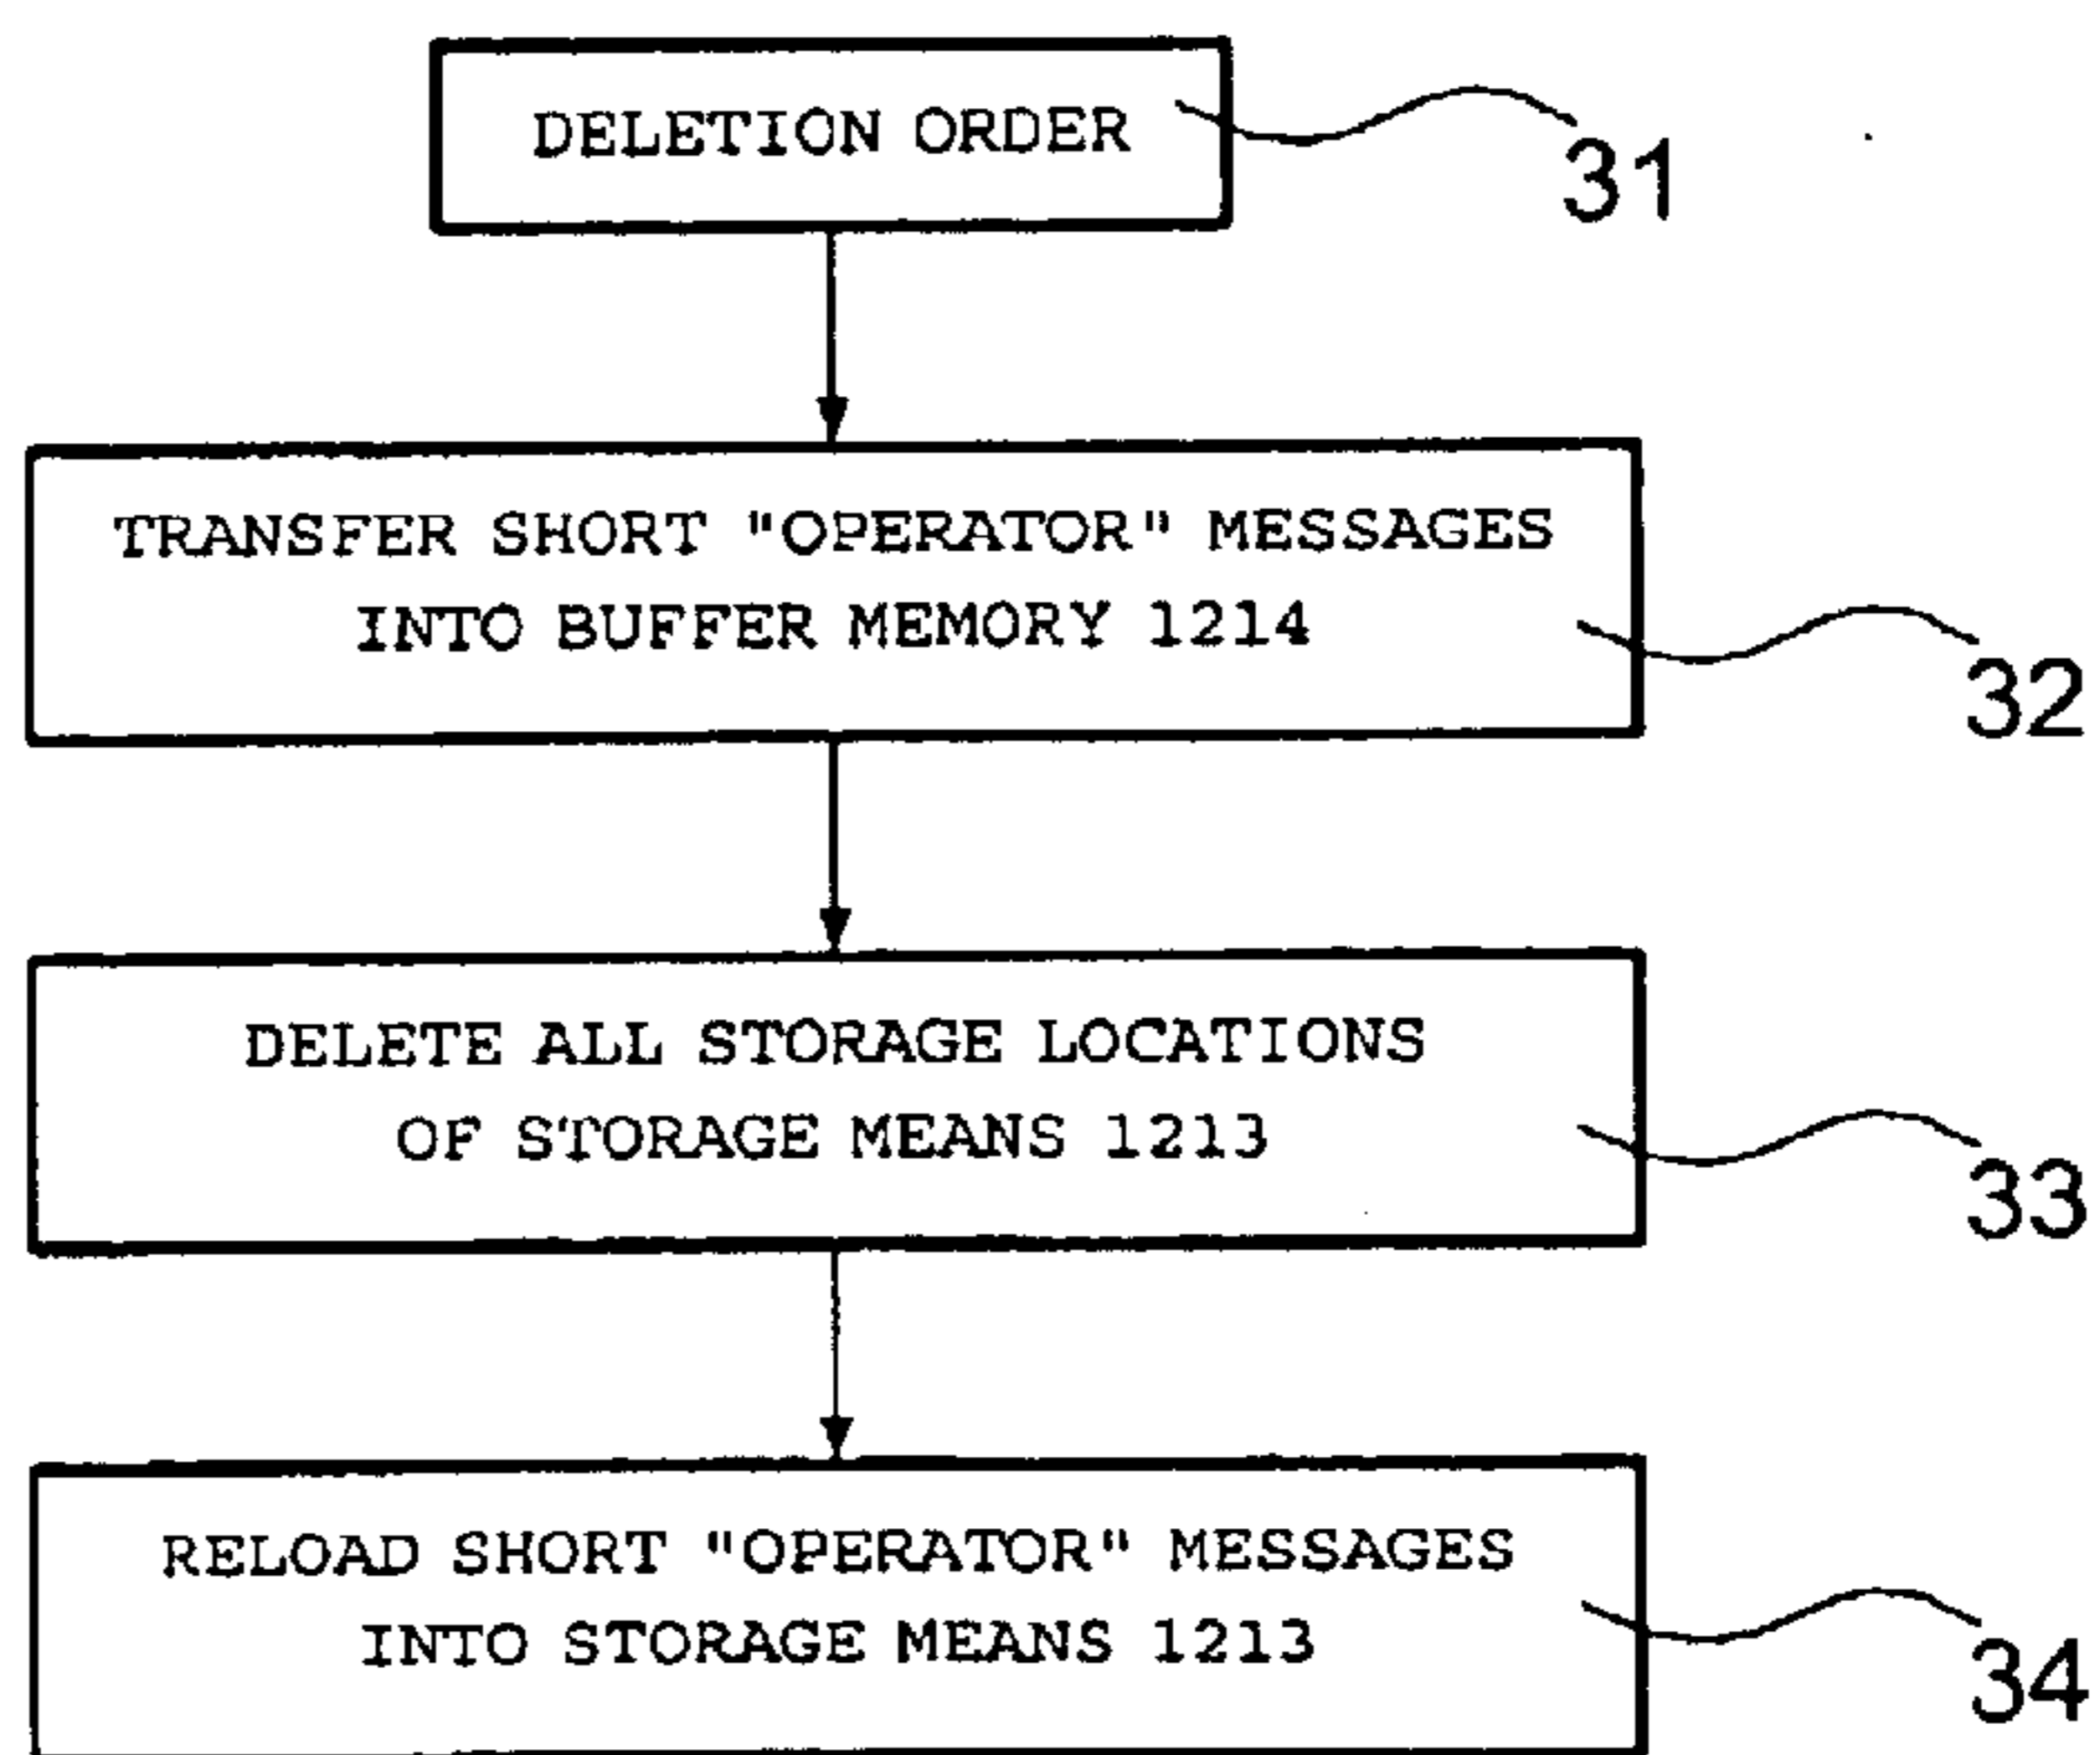 DELETION ORDER
31
TRANSFER SHORT "OPERATOR" MESSAGES
INTO BUFFER MEMORY 1214
32
DELETE ALL STORAGE LOCATIONS
OF STORAGE MEANS 1213
33
RELOAD SHORT "OPERATOR" MESSAGES
INTO STORAGE MEANS 1213
34